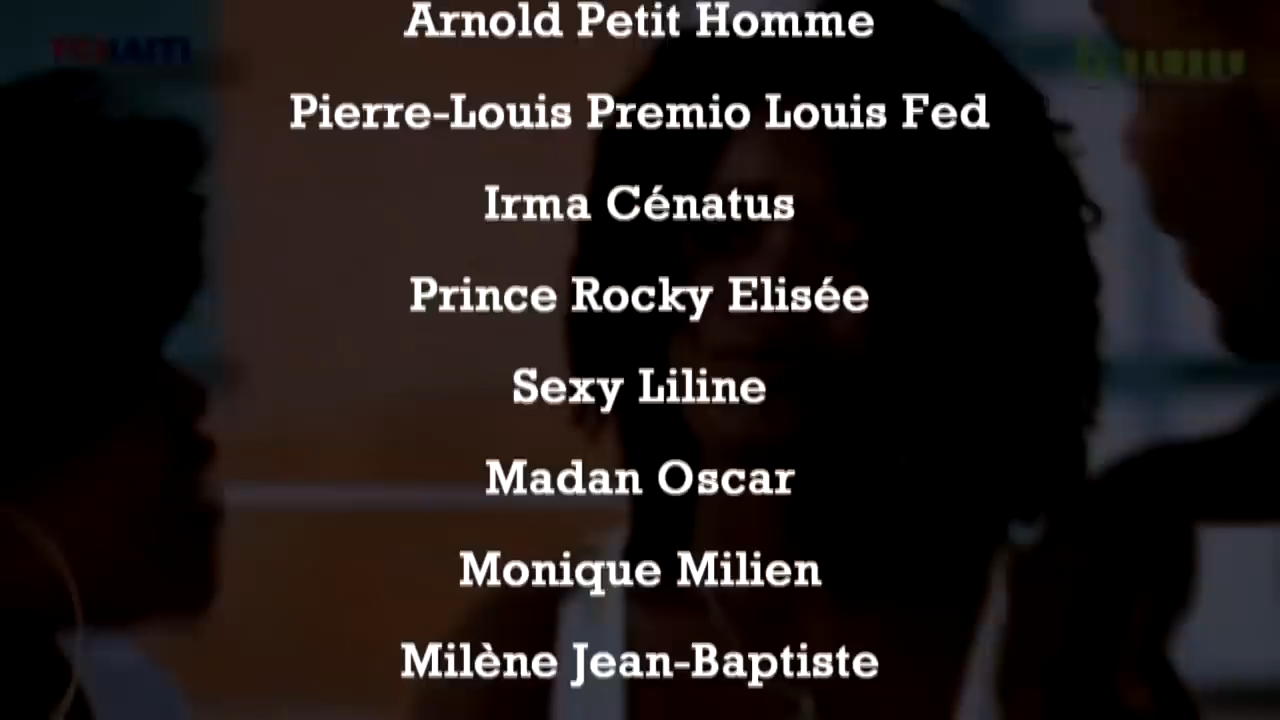 Arnold Petit Homme
Pierre-Louis Premio Louis Fed
Irma Cénatus
Prince Rocky Elisée
Sexy Liline
Madan Oscar
Monique Milien
Milène Jean-Baptiste